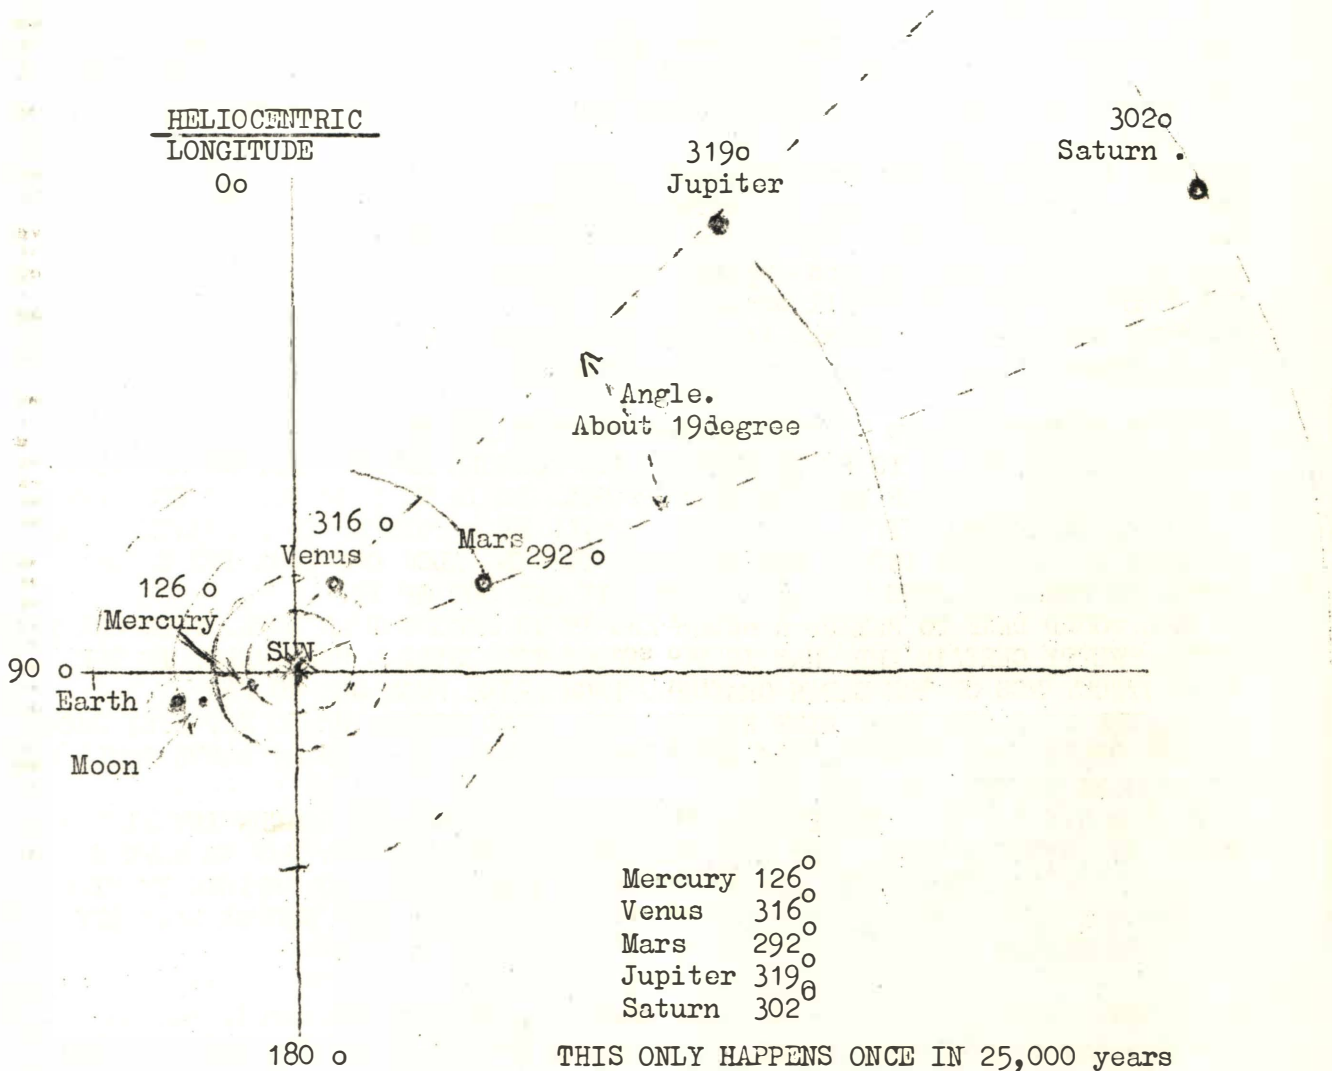 HELIOCENTRIC
LONGITUDE
0o
319o
Jupiter
302o
Saturn .
Angle.
About 19degree
316 o
Venus
Mars
292 o
126 o
Mercury
SUN
90 o
Earth
Moon
Mercury 126o
Venus 316o
Mars 292o
Jupiter 319o
Saturn 302o
180 o
THIS ONLY HAPPENS ONCE IN 25,000 years